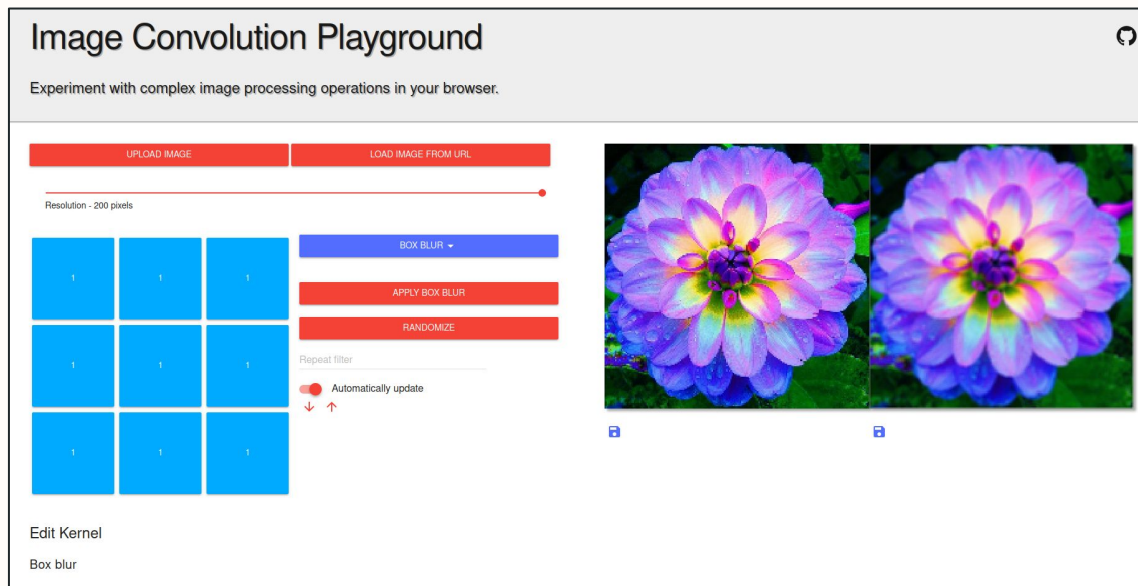 Image Convolution Playground
Experiment with complex image processing operations in your browser.
UPLOAD IMAGE
LOAD IMAGE FROM URL
Resolution - 200 pixels
1 1 1
1 1 1
1 1 1
BOX BLUR
APPLY BOX BLUR
RANDOMIZE
Repeat filter
Automatically update
Edit Kernel
Box blur